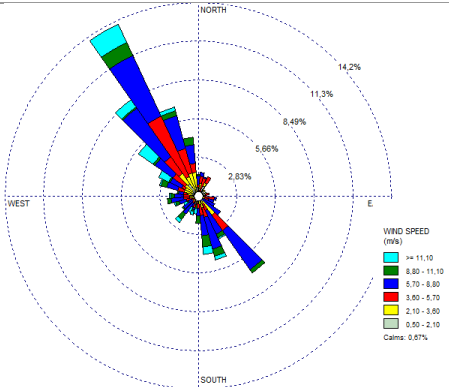 NORTH
14,2%
11,3%
8,49%
5,66%
2,83%
WEST
E.
SOUTH
WIND SPEED
(m/s)
>= 11,10
8,80 - 11,10
5,70 - 8,80
3,60 - 5,70
2,10 - 3,60
0,50 - 2,10
Calms: 0,67%